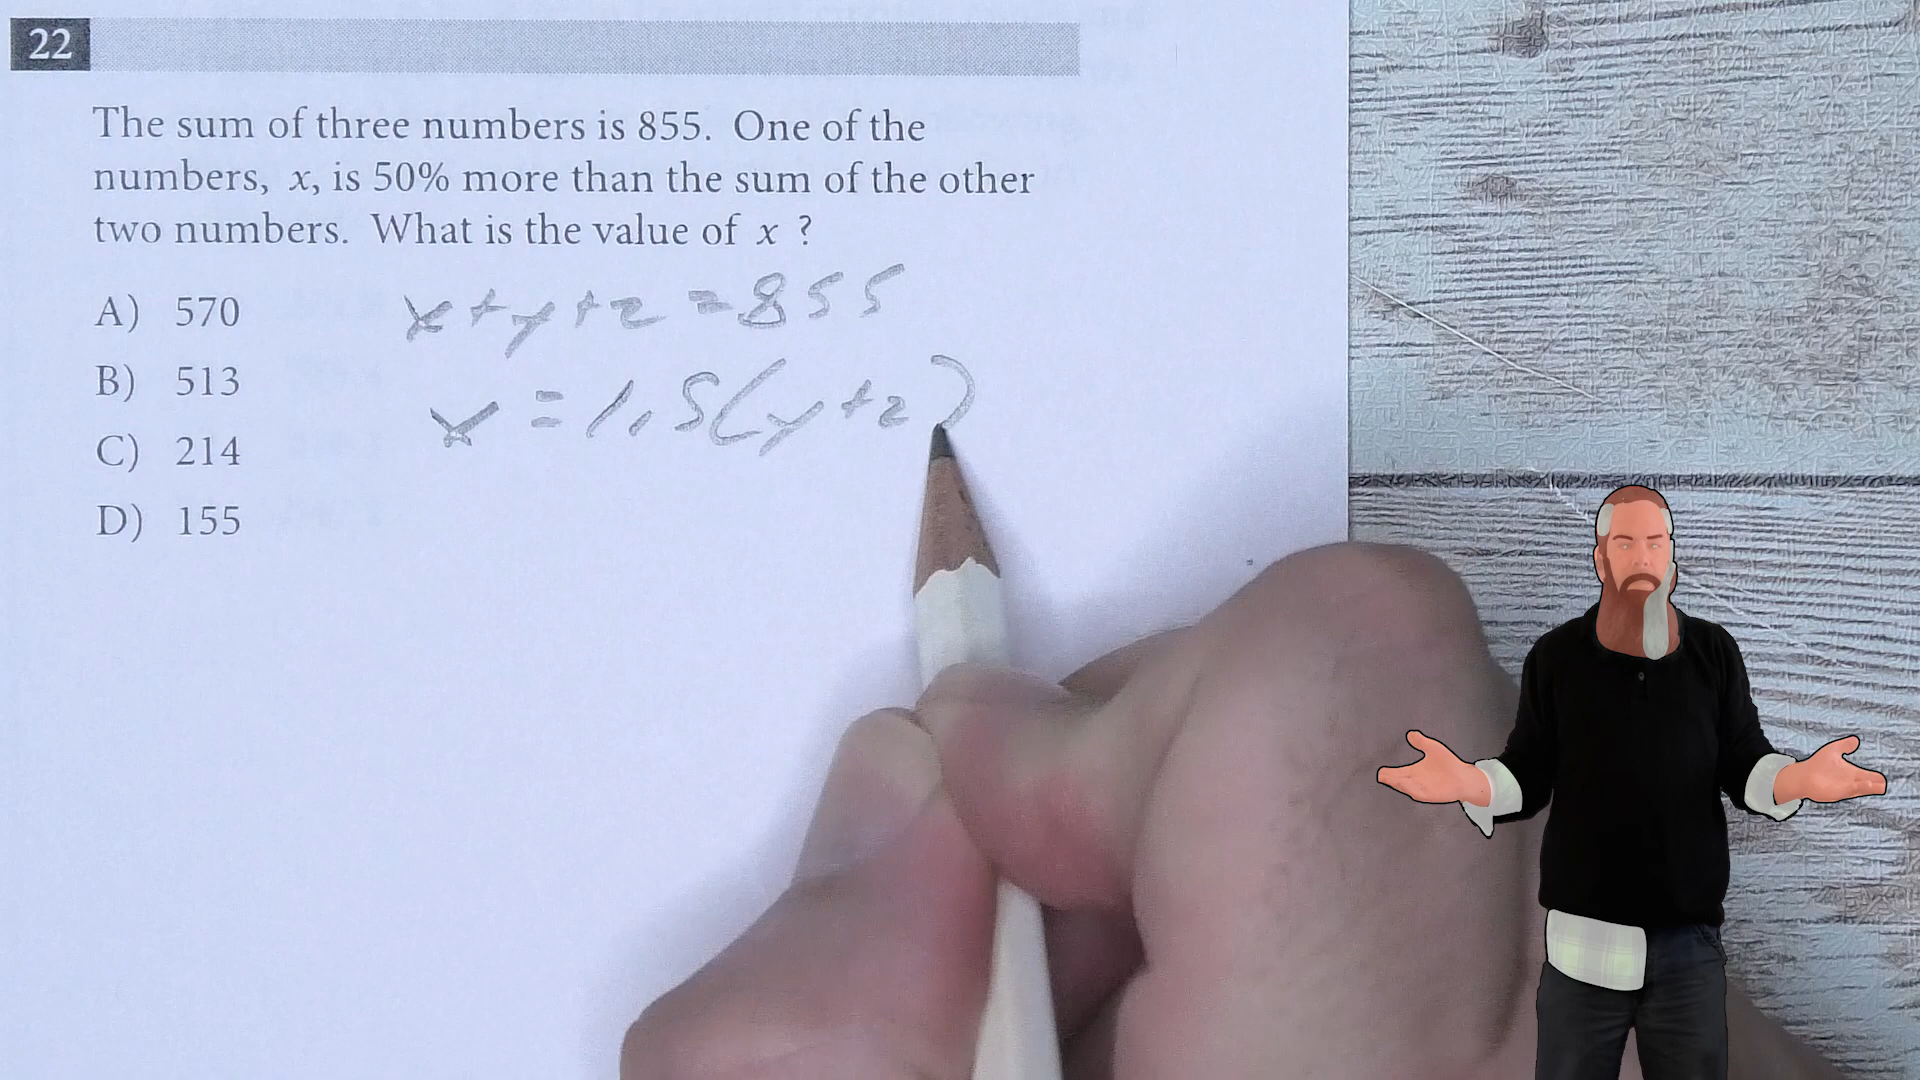 22
The sum of three numbers is 855. One of the
numbers, x, is 50% more than the sum of the other
two numbers. What is the value of x ?
A) 570
x+y+z=855
B) 513
x=1.5(y+z)
C) 214
D) 155